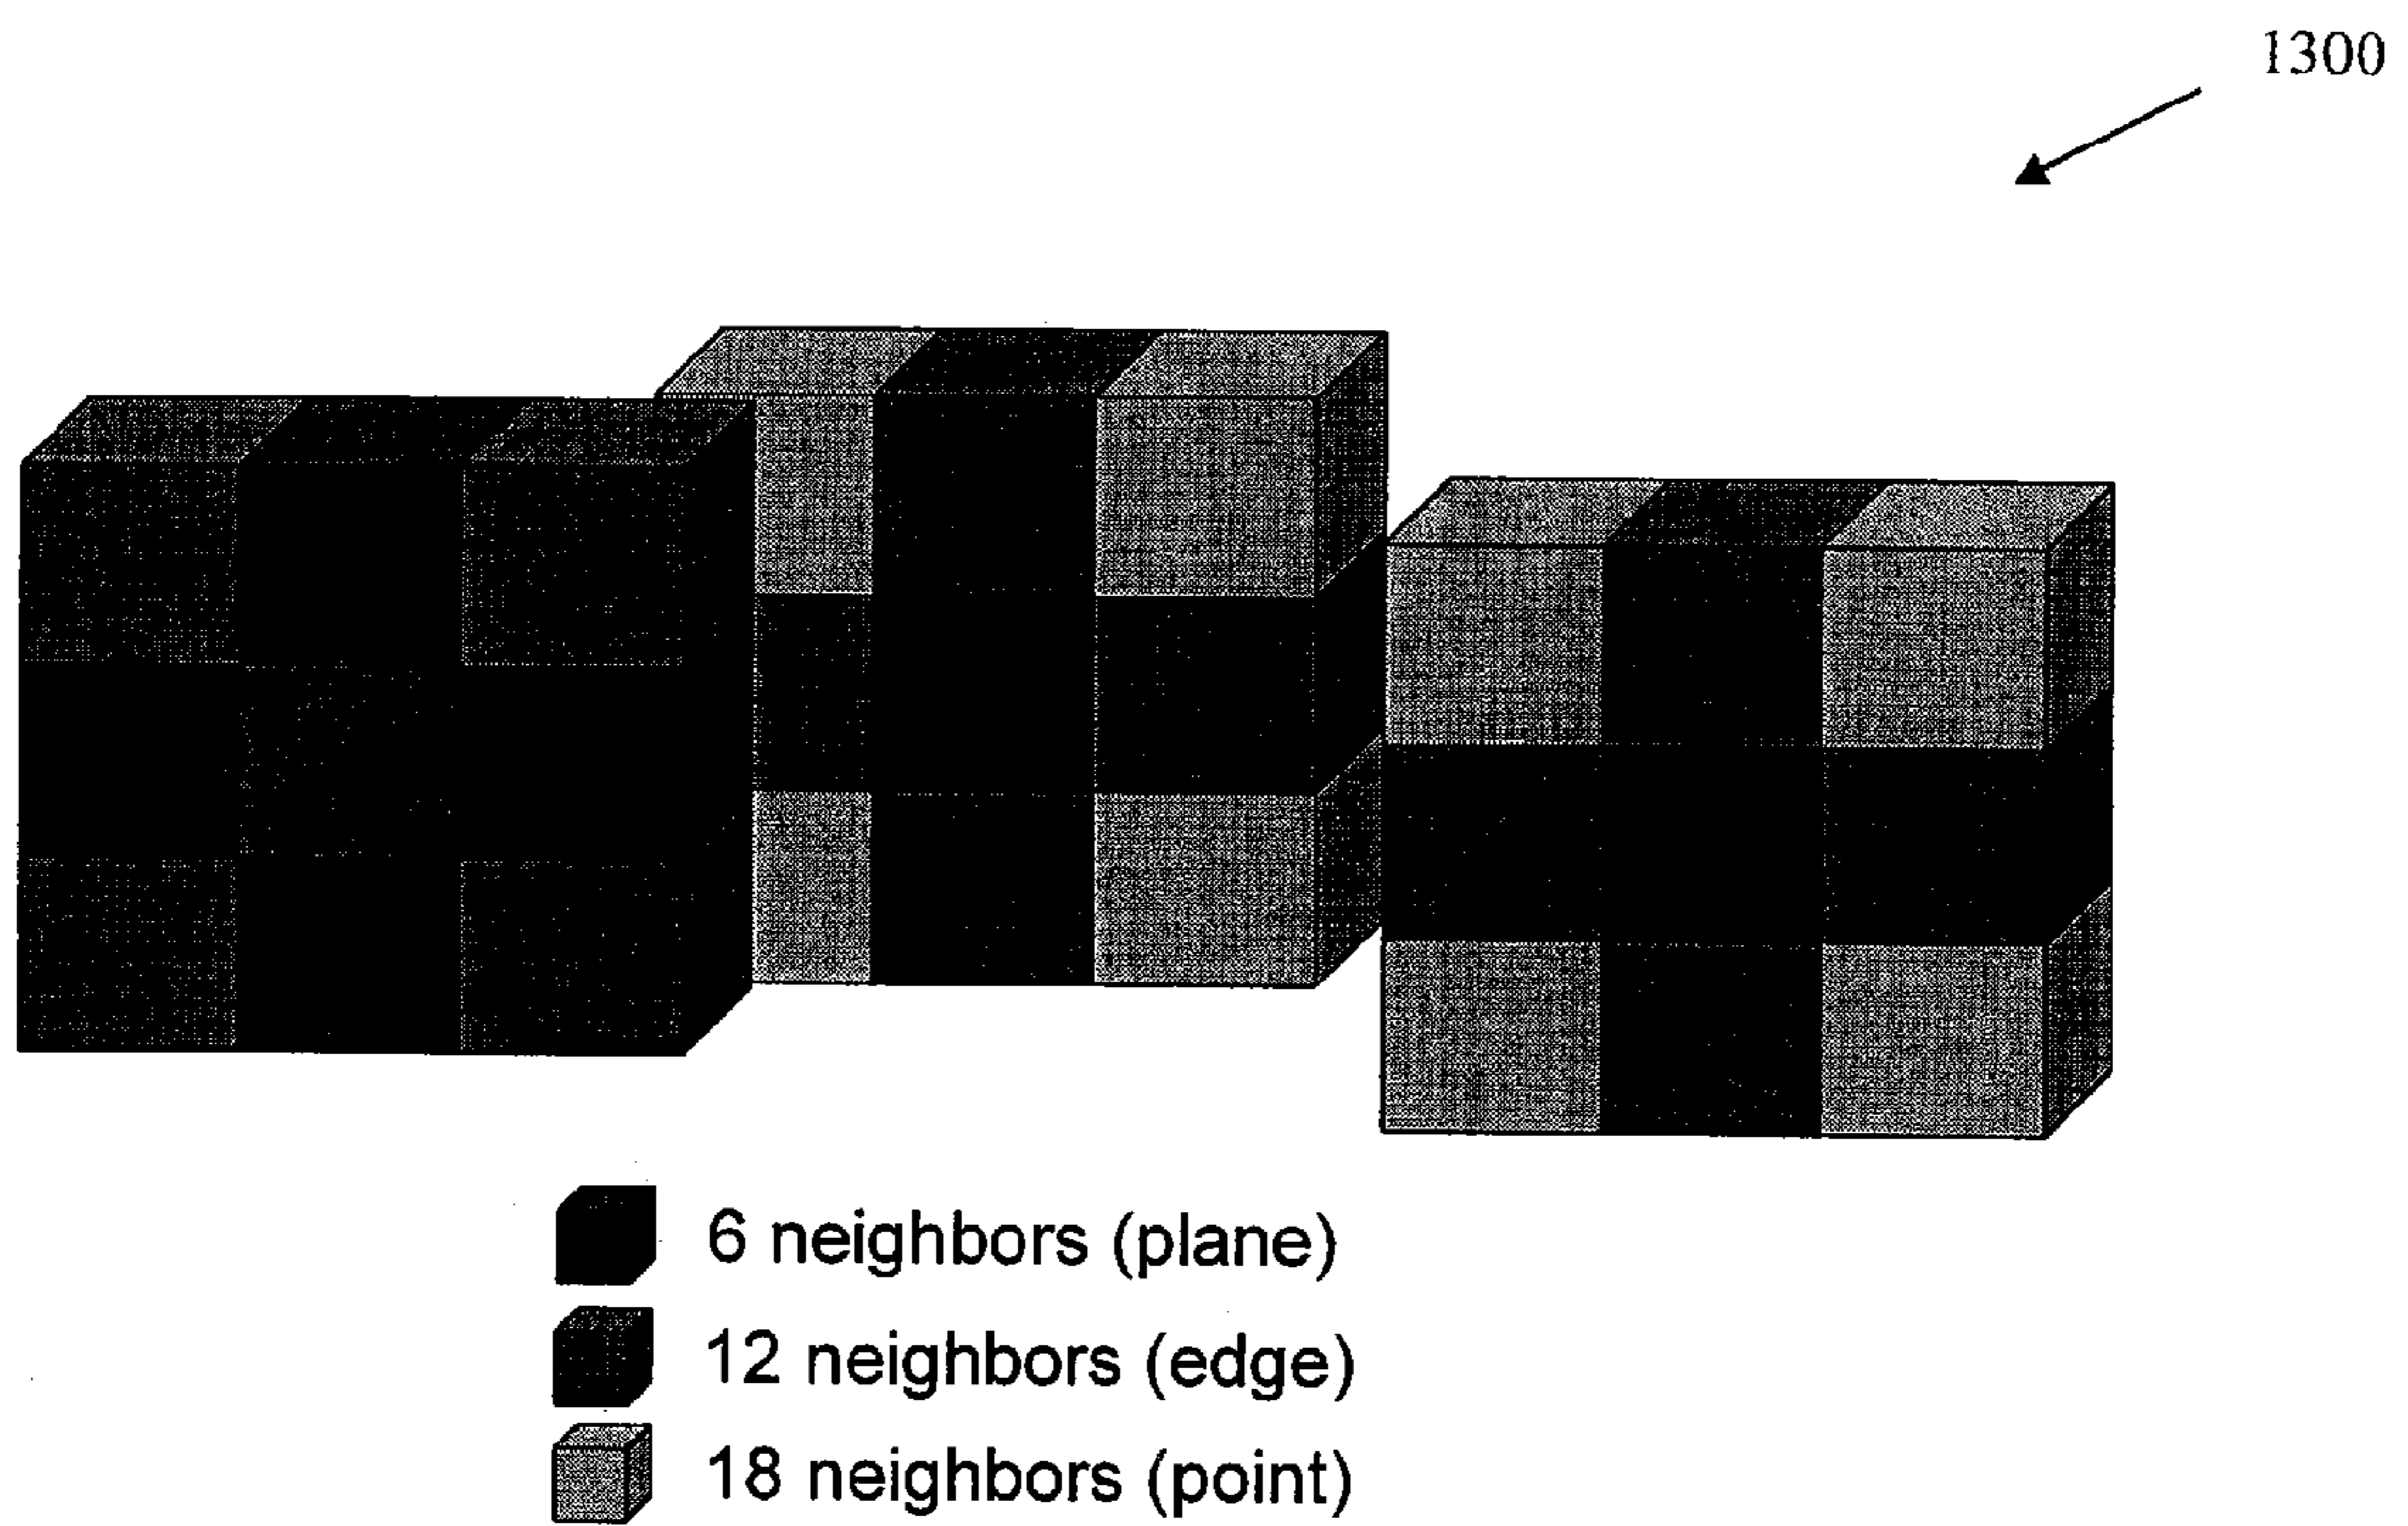 1300
6 neighbors (plane)
12 neighbors (edge)
18 neighbors (point)